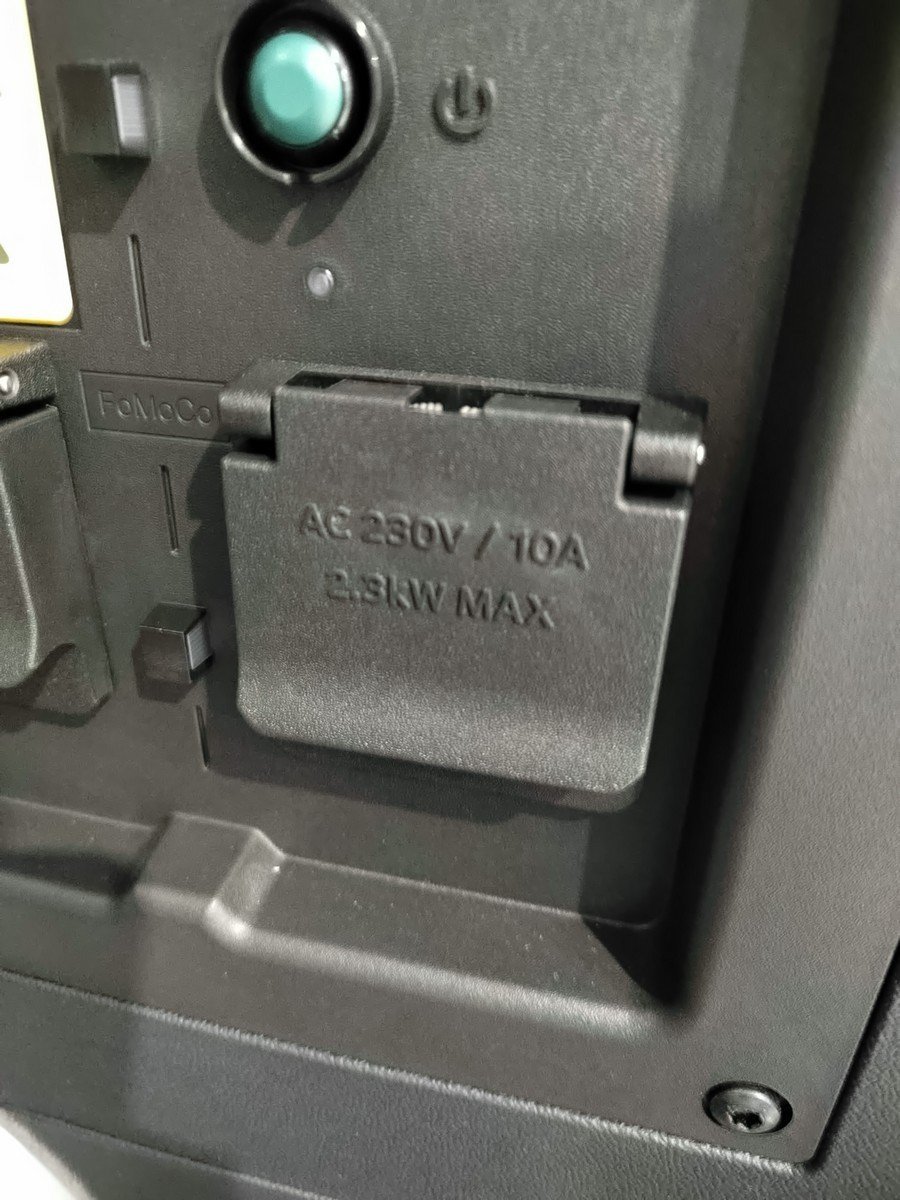 FoMoCo
AC 230V / 10A
2.3kW MAX